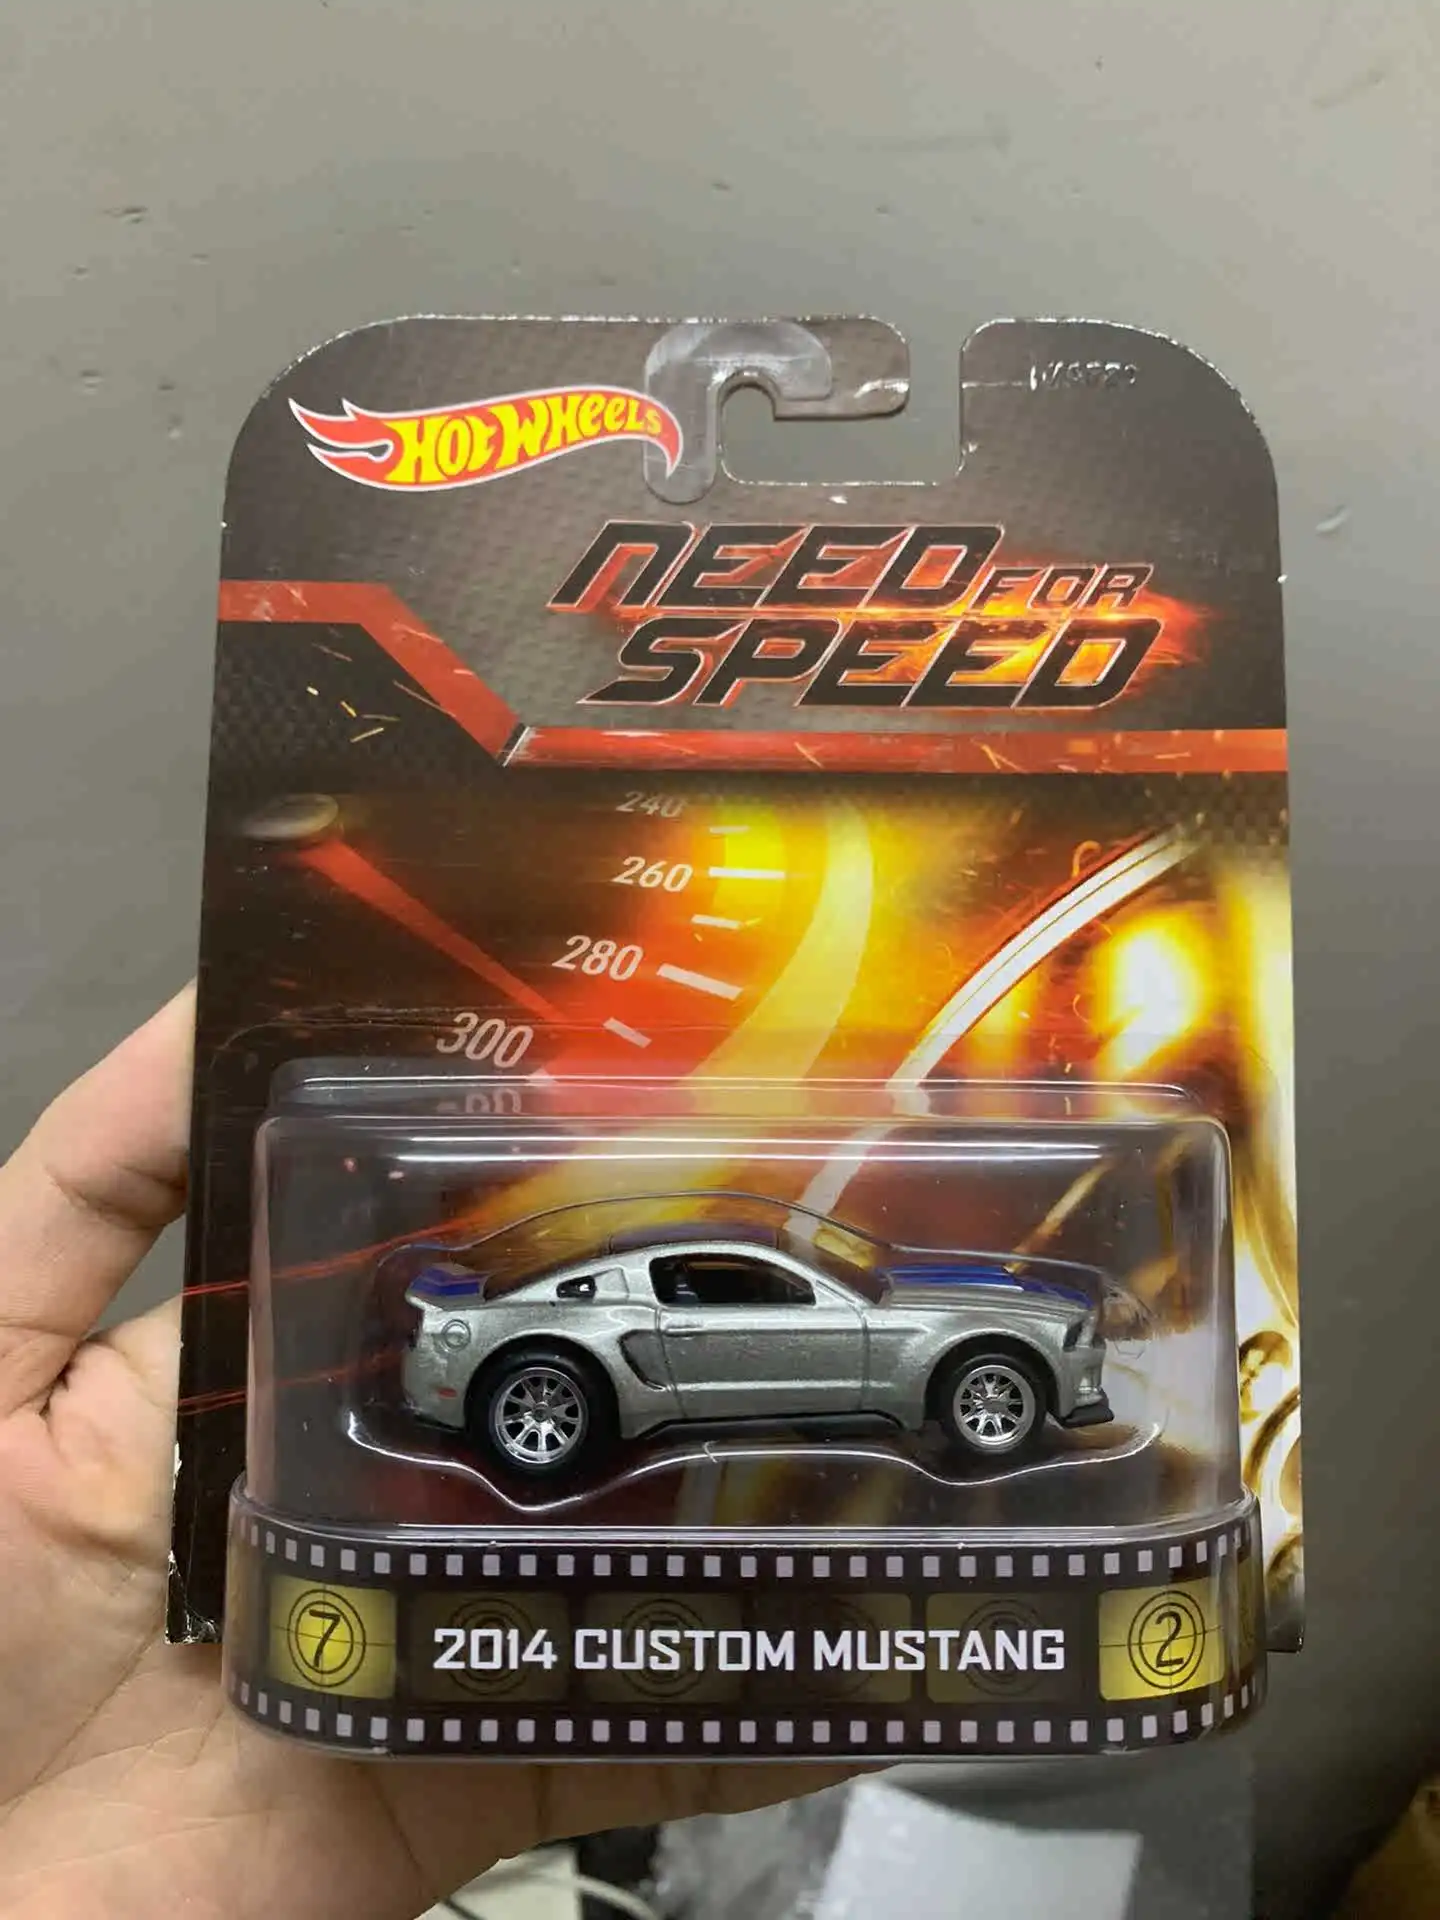 HOT WHEELS
NEED FOR
SPEED
240
260
280
300
7 2014 CUSTOM MUSTANG 2